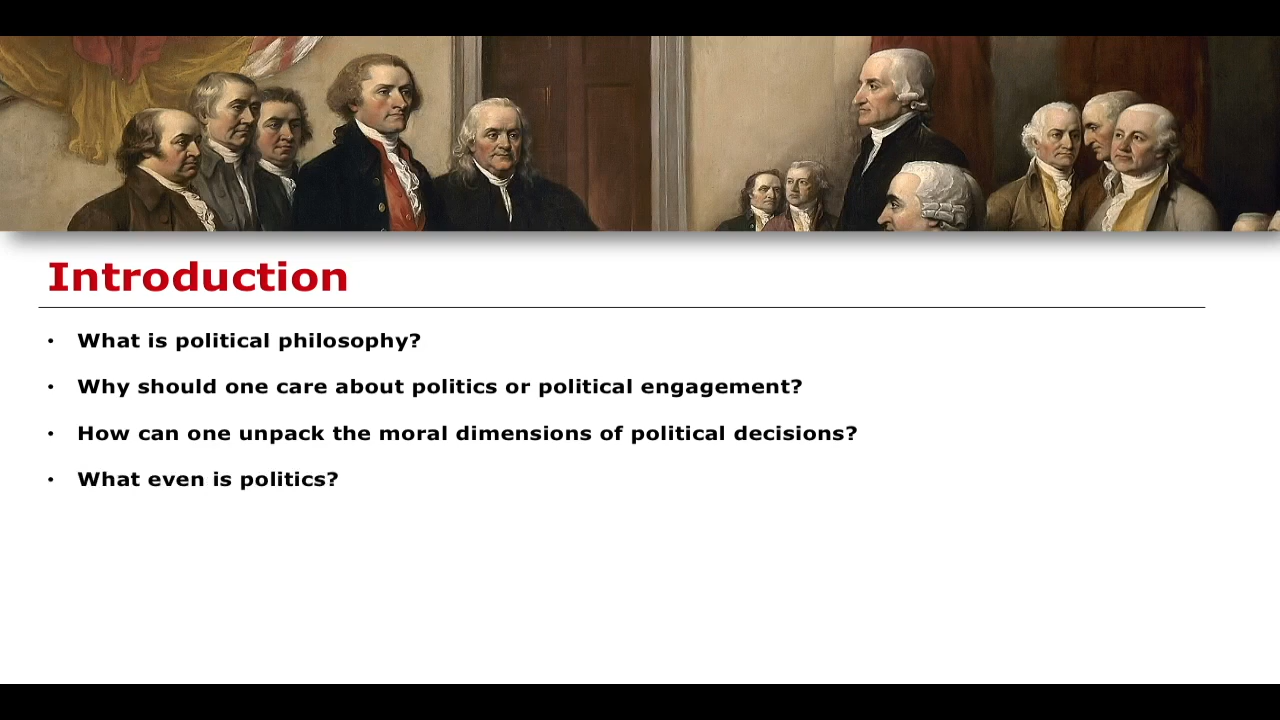 Introduction
• What is political philosophy?
• Why should one care about politics or political engagement?
• How can one unpack the moral dimensions of political decisions?
• What even is politics?